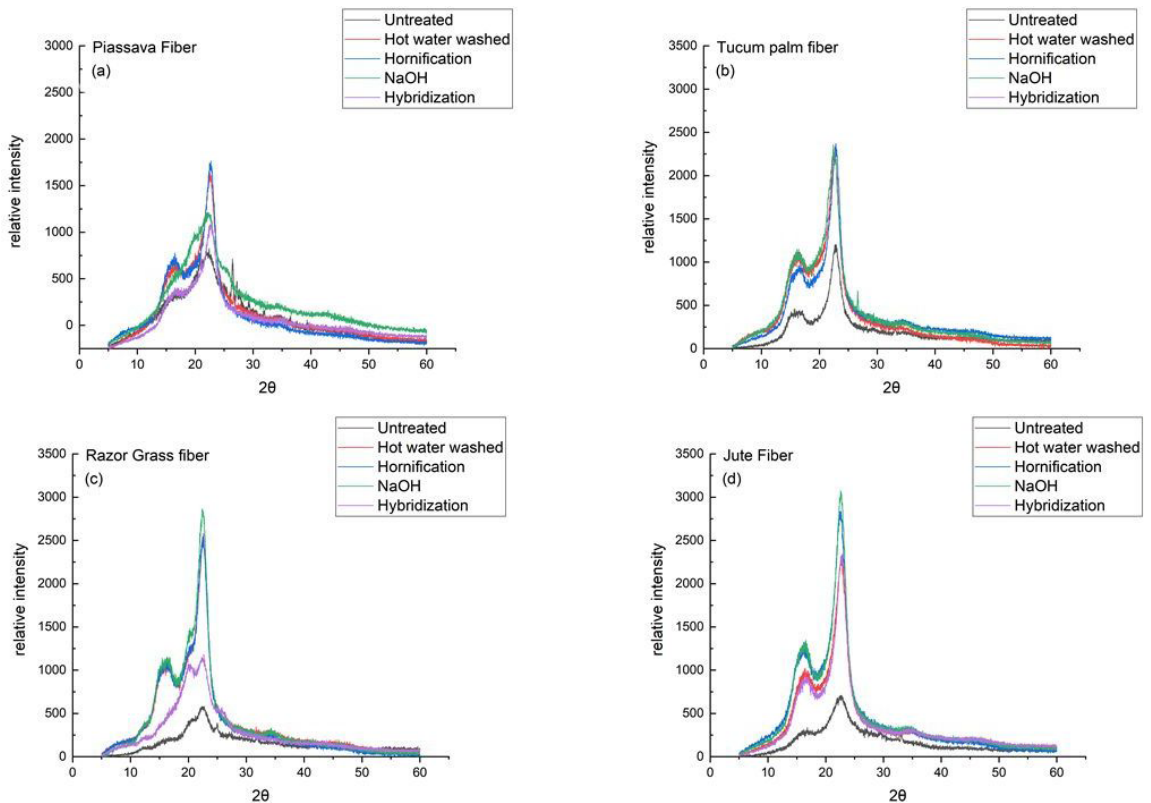 Untreated
Hot water washed
Hornification
NaOH
Hybridization
Piassava Fiber
(a)
3000
2500
2000
1750
1500
1250
1000
750
500
0
relative intensity
0 10 20 30 40 50 60
2θ
Untreated
Hot water washed
Hornification
NaOH
Hybridization
Tucum palm fiber
(b)
3500
3000
2500
2000
1750
1500
1250
1000
500
0
relative intensity
0 10 20 30 40 50 60
2θ
Untreated
Hot water washed
Hornification
NaOH
Hybridization
Razor Grass fiber
(c)
3500
3000
2500
2000
1500
1000
500
0
relative intensity
0 10 20 30 40 50 60
2θ
Untreated
Hot water washed
Hornification
NaOH
Hybridization
Jute Fiber
(d)
3500
3000
2500
2000
1500
1000
500
0
relative intensity
0 10 20 30 40 50 60
2θ